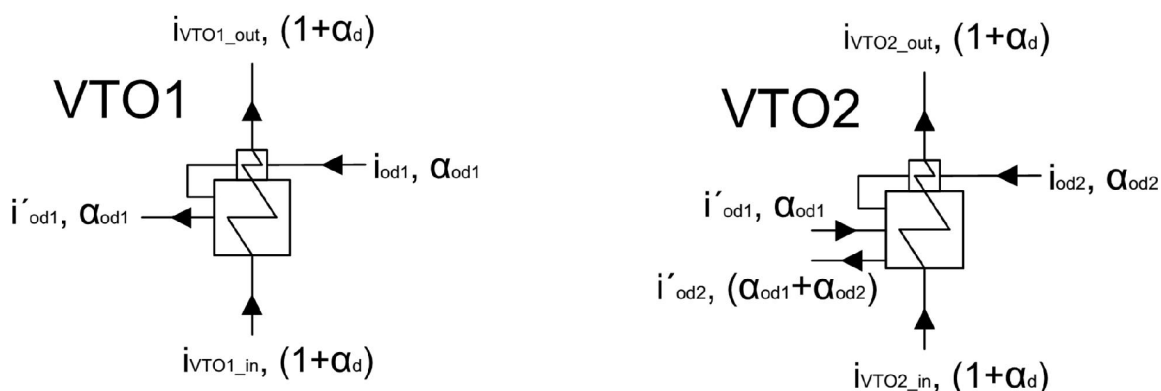 iVTO1_out, (1+αd)
VTO1
iod1, αod1
i´od1, αod1
iVTO1_in, (1+αd)
iVTO2_out, (1+αd)
VTO2
iod2, αod2
i´od1, αod1
i´od2, (αod1+αod2)
iVTO2_in, (1+αd)